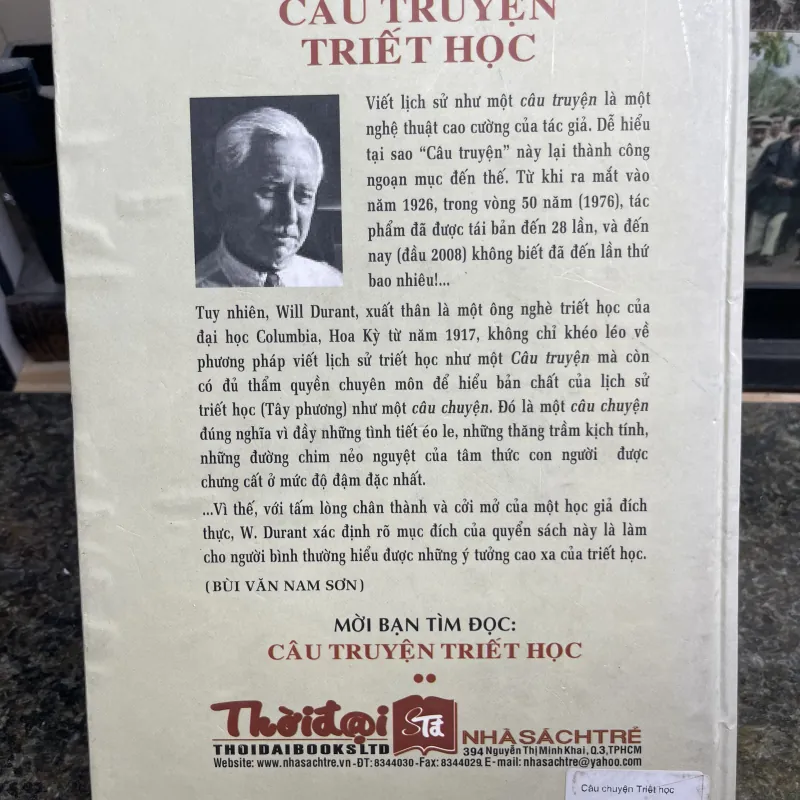 CÂU TRUYỆN
TRIẾT HỌC
Viết lịch sử như một câu truyện là một
nghệ thuật cao cường của tác giả. Dễ hiểu
tại sao “Câu truyện” này lại thành công
ngoạn mục đến thế. Từ khi ra mắt vào
năm 1926, trong vòng 50 năm (1976), tác
phẩm đã được tái bản đến 28 lần, và đến
nay (đầu 2008) không biết đã đến lần thứ
bao nhiêu!...
Tuy nhiên, Will Durant, xuất thân là một ông nghè triết học của
đại học Columbia, Hoa Kỳ từ năm 1917, không chỉ khéo léo về
phương pháp viết lịch sử triết học như một Câu truyện mà còn
có đủ thẩm quyền chuyên môn để hiểu bản chất của lịch sử
triết học (Tây phương) như một câu chuyện. Đó là một câu chuyện
đúng nghĩa vì đầy những tình tiết éo le, những thăng trầm kịch tính,
những đường chim nẻo nguyệt của tâm thức con người được
chưng cất ở mức độ đậm đặc nhất.
...Vì thế, với tấm lòng chân thành và cởi mở của một học giả đích
thực, W. Durant xác định rõ mục đích của quyển sách này là làm
cho người bình thường hiểu được những ý tưởng cao xa của triết học.
(BÙI VĂN NAM SƠN)
MỜI BẠN TÌM ĐỌC:
CÂU TRUYỆN TRIẾT HỌC
Thời đại STĐ NHÀ SÁCH TRẺ
THOIDAIBOOKS LTD 394 Nguyễn Thị Minh Khai, Q.3, TPHCM
Website: www.nhasachtre.vn - ĐT: 8344030 - Fax: 8344029. E-mail: nhasachtre@yahoo.com
Câu chuyện Triết học